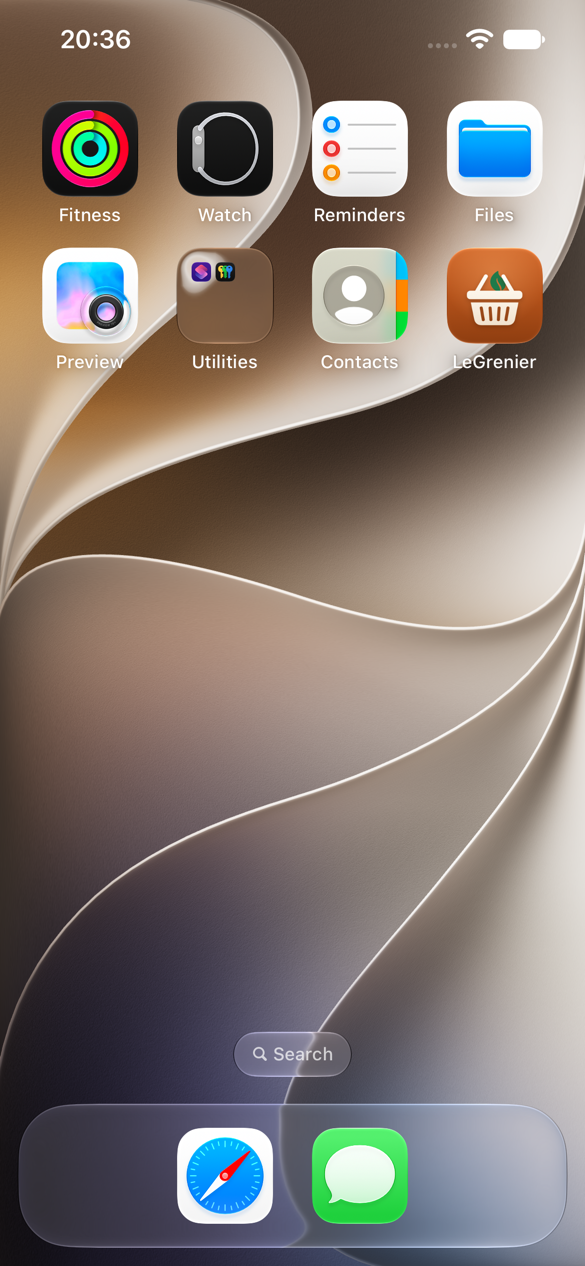 20:36
Fitness
Watch
Reminders
Files
Preview
Utilities
Contacts
LeGrenier
Search